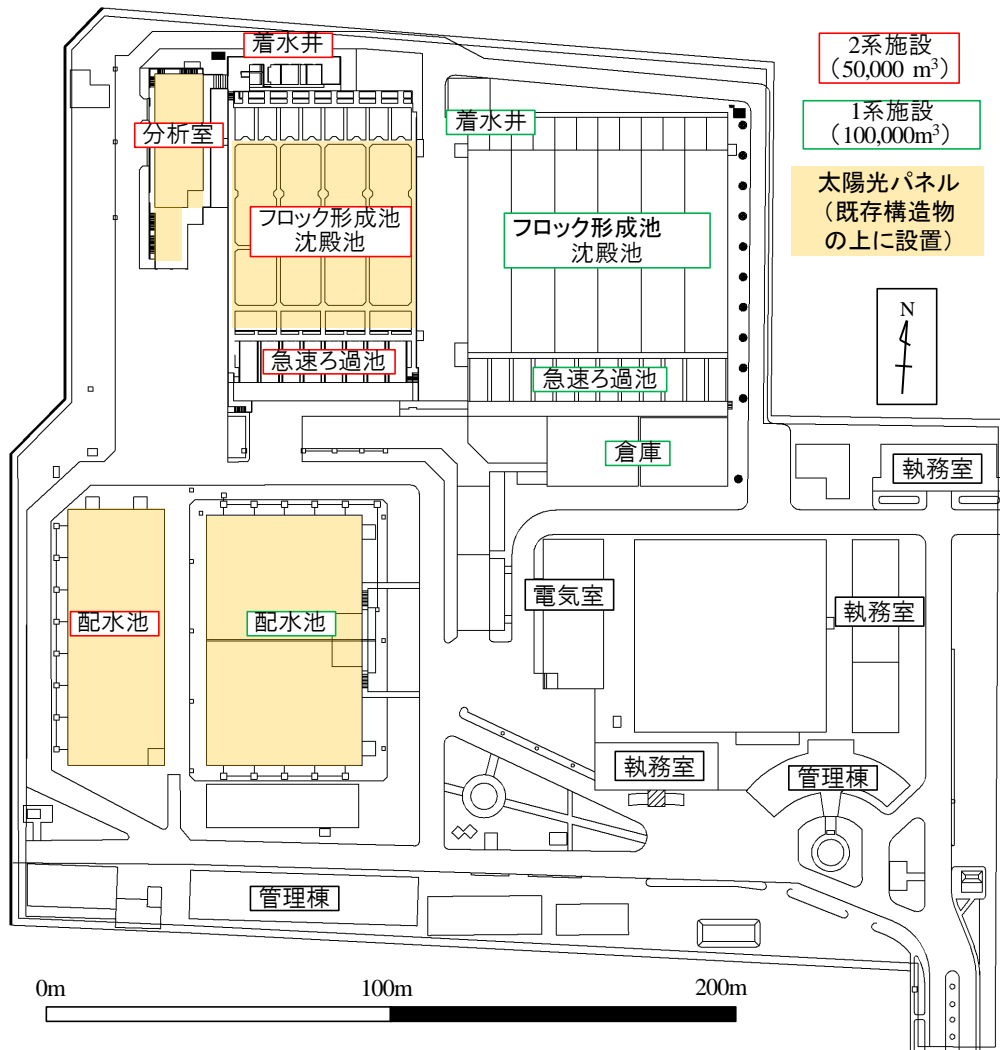 着水井
2系施設
（50,000 m³）
分析室
着水井
1系施設
（100,000m³）
太陽光パネル
（既存構造物
の上に設置）
フロック形成池
沈殿池
フロック形成池
沈殿池
N
急速ろ過池
急速ろ過池
倉庫
執務室
配水池
配水池
電気室
執務室
執務室
管理棟
管理棟
0m
100m
200m